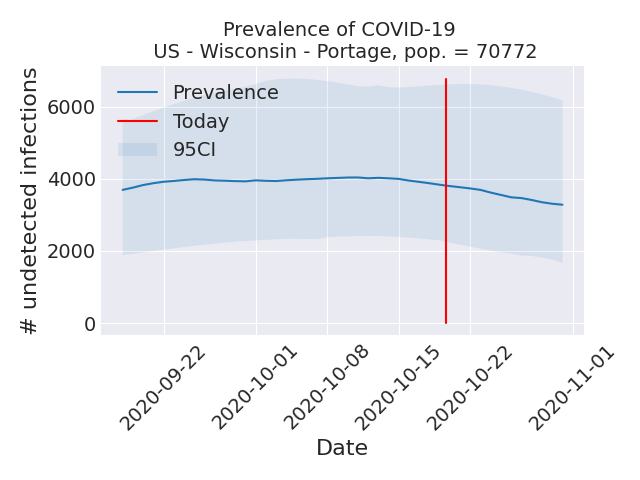 Prevalence of COVID-19
US - Wisconsin - Portage, pop. = 70772
# undetected infections
6000
4000
2000
0
Prevalence
Today
95CI
2020-09-22
2020-10-01
2020-10-08
2020-10-15
2020-10-22
2020-11-01
Date